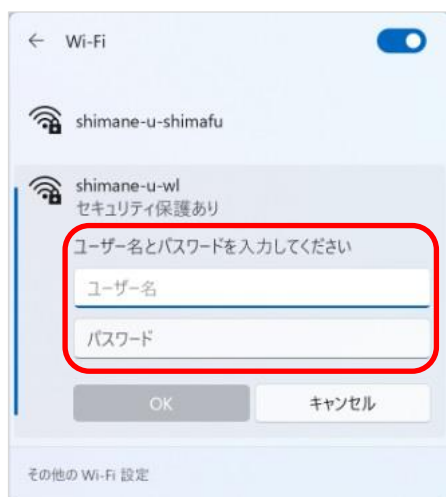 Wi-Fi
shimane-u-shimafu
shimane-u-wl
セキュリティ保護あり
ユーザー名とパスワードを入力してください
ユーザー名
パスワード
OK
キャンセル
その他の Wi-Fi 設定